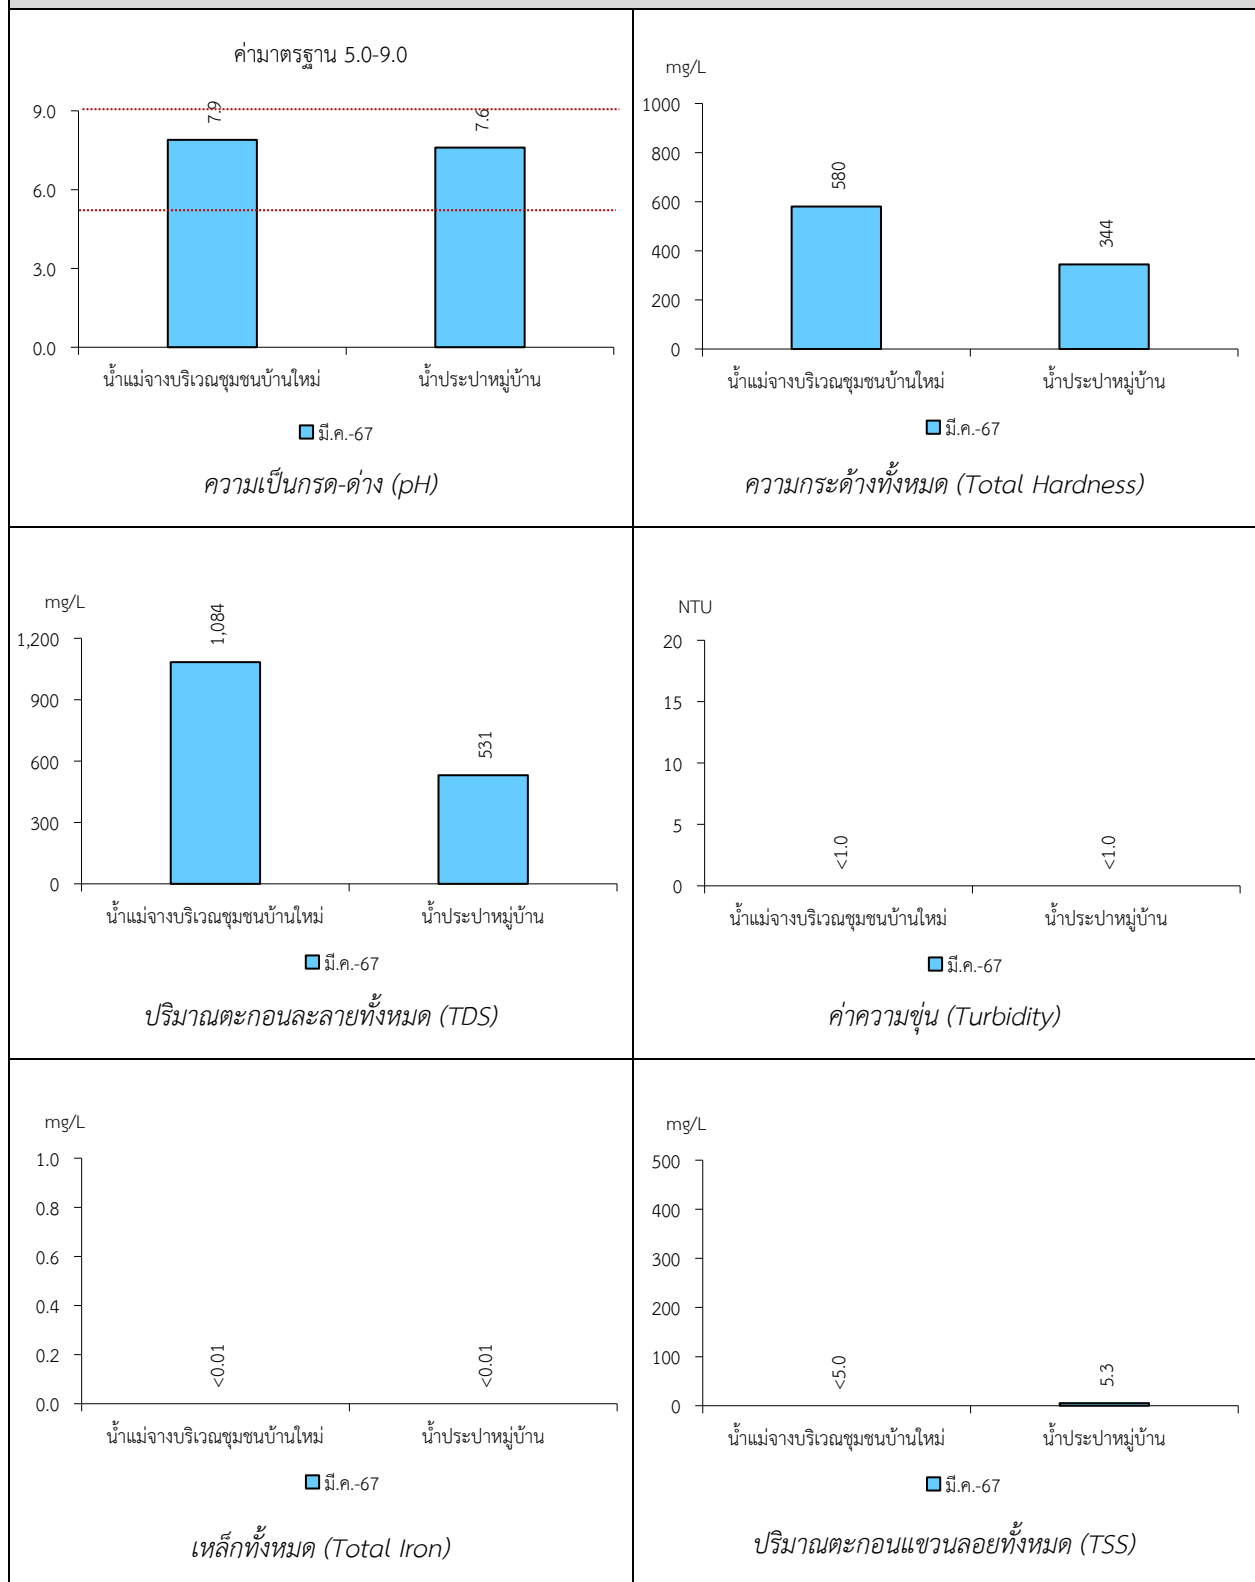 ค่ามาตรฐาน 5.0-9.0
9.0
6.0
3.0
0.0
7.9
7.6
น้ำแม่จางบริเวณชุมชนบ้านใหม่ น้ำประปาหมู่บ้าน
มี.ค.-67
ความเป็นกรด-ด่าง (pH)
mg/L
1000
800
600
400
200
0
580
344
น้ำแม่จางบริเวณชุมชนบ้านใหม่ น้ำประปาหมู่บ้าน
มี.ค.-67
ความกระด้างทั้งหมด (Total Hardness)
mg/L
1,200
900
600
300
0
1,084
531
น้ำแม่จางบริเวณชุมชนบ้านใหม่ น้ำประปาหมู่บ้าน
มี.ค.-67
ปริมาณตะกอนละลายทั้งหมด (TDS)
NTU
20
15
10
5
0
<1.0
<1.0
น้ำแม่จางบริเวณชุมชนบ้านใหม่ น้ำประปาหมู่บ้าน
มี.ค.-67
ค่าความขุ่น (Turbidity)
mg/L
1.0
0.8
0.6
0.4
0.2
0.0
<0.01
<0.01
น้ำแม่จางบริเวณชุมชนบ้านใหม่ น้ำประปาหมู่บ้าน
มี.ค.-67
เหล็กทั้งหมด (Total Iron)
mg/L
500
400
300
200
100
0
<5.0
5.3
น้ำแม่จางบริเวณชุมชนบ้านใหม่ น้ำประปาหมู่บ้าน
มี.ค.-67
ปริมาณตะกอนแขวนลอยทั้งหมด (TSS)